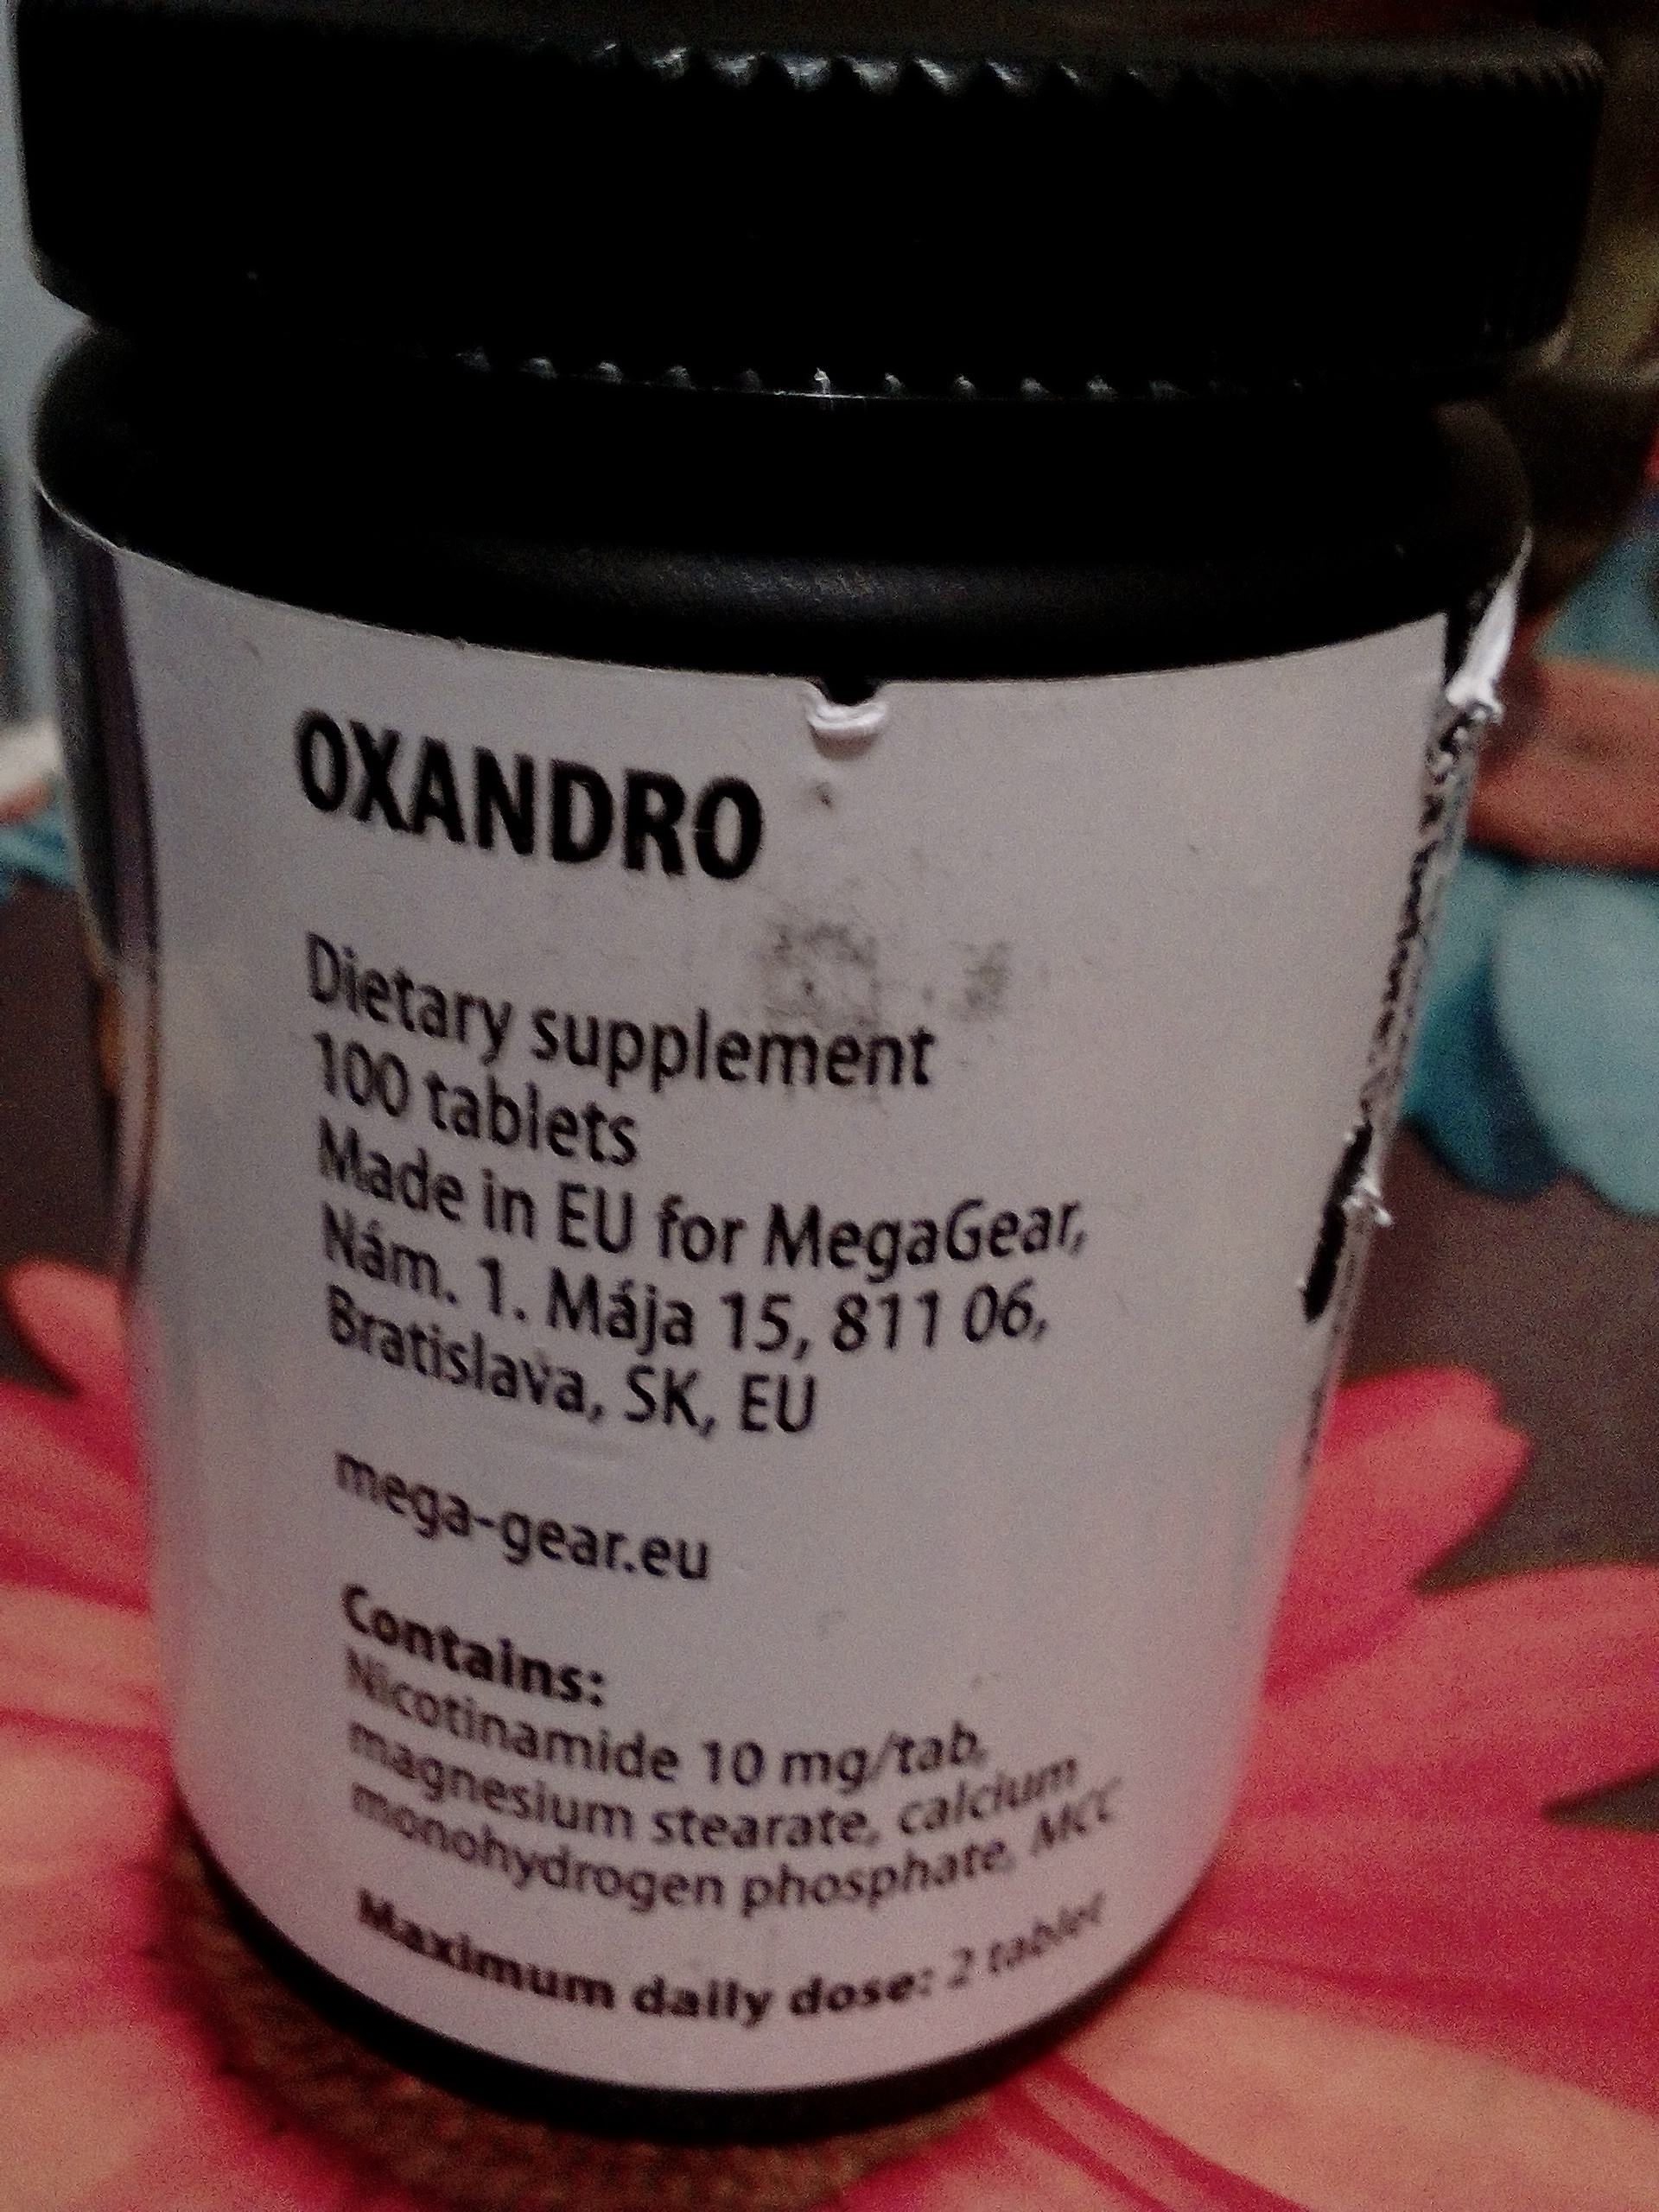 OXANDRO
Dietary supplement
100 tablets
Made in EU for MegaGear,
Nám. 1. Mája 15, 811 06,
Bratislava, SK, EU
mega-gear.eu
Contains:
Nicotinamide 10 mg/tab,
magnesium stearate, calcium
monohydrogen phosphate, MCC
Maximum daily dose: 2 tablet